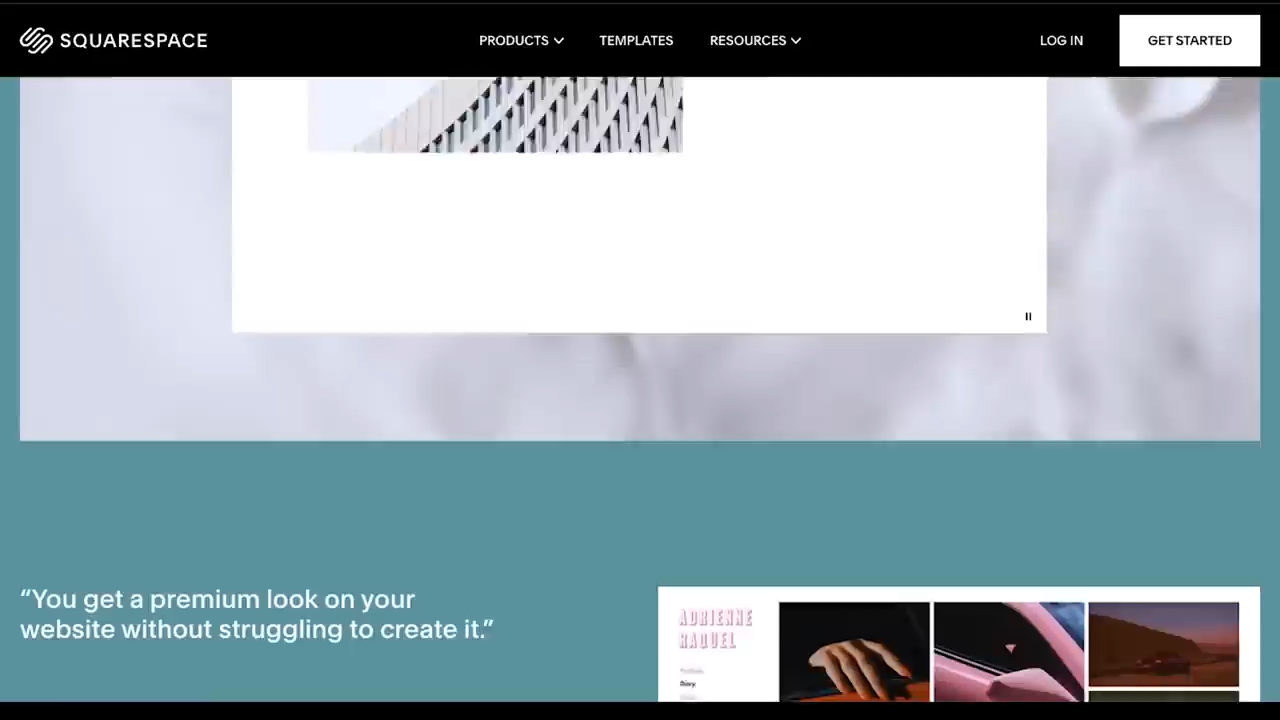 SQUARESPACE
PRODUCTS
TEMPLATES
RESOURCES
LOG IN
GET STARTED
“You get a premium look on your
website without struggling to create it.”
ADRIENNE
RAQUEL